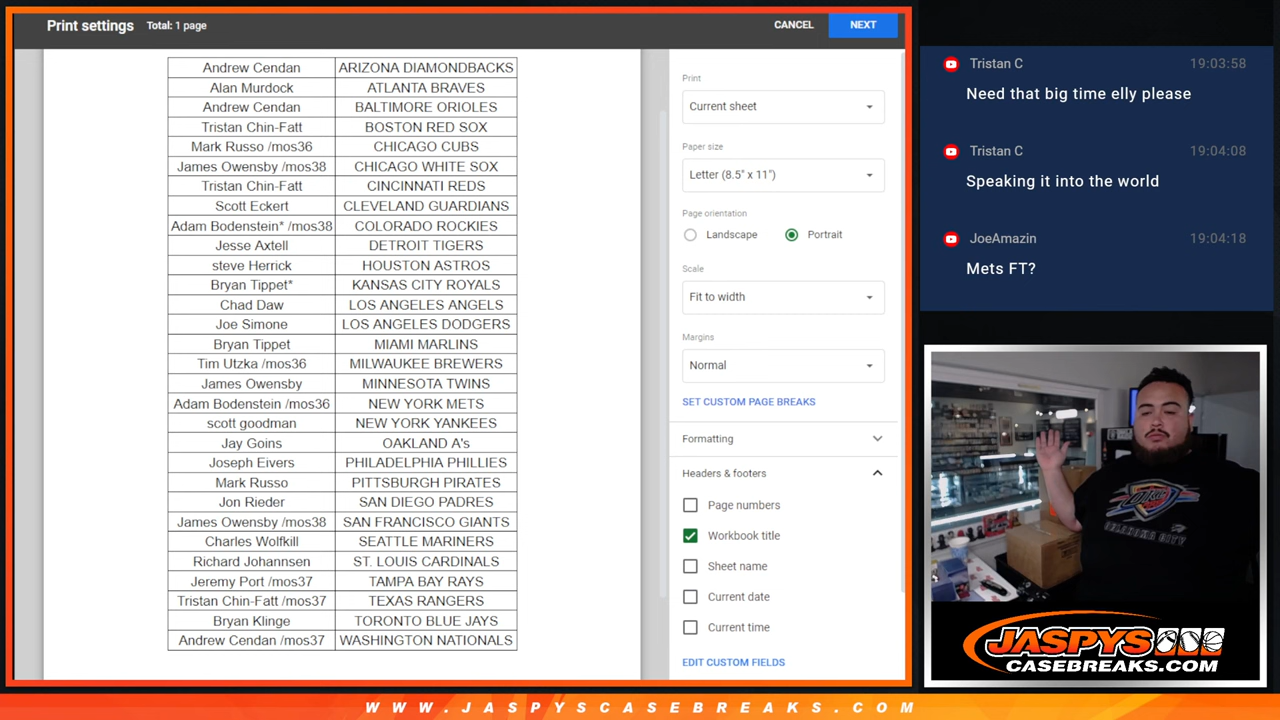 Print settings Total: 1 page CANCEL NEXT
Andrew Cendan ARIZONA DIAMONDBACKS
Alan Murdock ATLANTA BRAVES
Andrew Cendan BALTIMORE ORIOLES
Tristan Chin-Fatt BOSTON RED SOX
Mark Russo /mos36 CHICAGO CUBS
James Owensby /mos38 CHICAGO WHITE SOX
Tristan Chin-Fatt CINCINNATI REDS
Scott Eckert CLEVELAND GUARDIANS
Adam Bodenstein* /mos38 COLORADO ROCKIES
Jesse Axtell DETROIT TIGERS
steve Herrick HOUSTON ASTROS
Bryan Tippet* KANSAS CITY ROYALS
Chad Daw LOS ANGELES ANGELS
Joe Simone LOS ANGELES DODGERS
Bryan Tippet MIAMI MARLINS
Tim Utzka /mos36 MILWAUKEE BREWERS
James Owensby MINNESOTA TWINS
Adam Bodenstein /mos36 NEW YORK METS
scott goodman NEW YORK YANKEES
Jay Goins OAKLAND A's
Joseph Eivers PHILADELPHIA PHILLIES
Mark Russo PITTSBURGH PIRATES
Jon Rieder SAN DIEGO PADRES
James Owensby /mos38 SAN FRANCISCO GIANTS
Charles Wolfkill SEATTLE MARINERS
Richard Johannsen ST. LOUIS CARDINALS
Jeremy Port /mos37 TAMPA BAY RAYS
Tristan Chin-Fatt /mos37 TEXAS RANGERS
Bryan Klinge TORONTO BLUE JAYS
Andrew Cendan /mos37 WASHINGTON NATIONALS
Print
Current sheet
Paper size
Letter (8.5" x 11")
Page orientation
Landscape Portrait
Scale
Fit to width
Margins
Normal
SET CUSTOM PAGE BREAKS
Formatting
Headers & footers
Page numbers
Workbook title
Sheet name
Current date
Current time
EDIT CUSTOM FIELDS
Tristan C 19:03:58
Need that big time elly please
Tristan C 19:04:08
Speaking it into the world
JoeAmazin 19:04:18
Mets FT?
OKC
OKLAHOMA CITY
JASPYS
CASEBREAKS.COM
WWW.JASPYSCASEBREAKS.COM